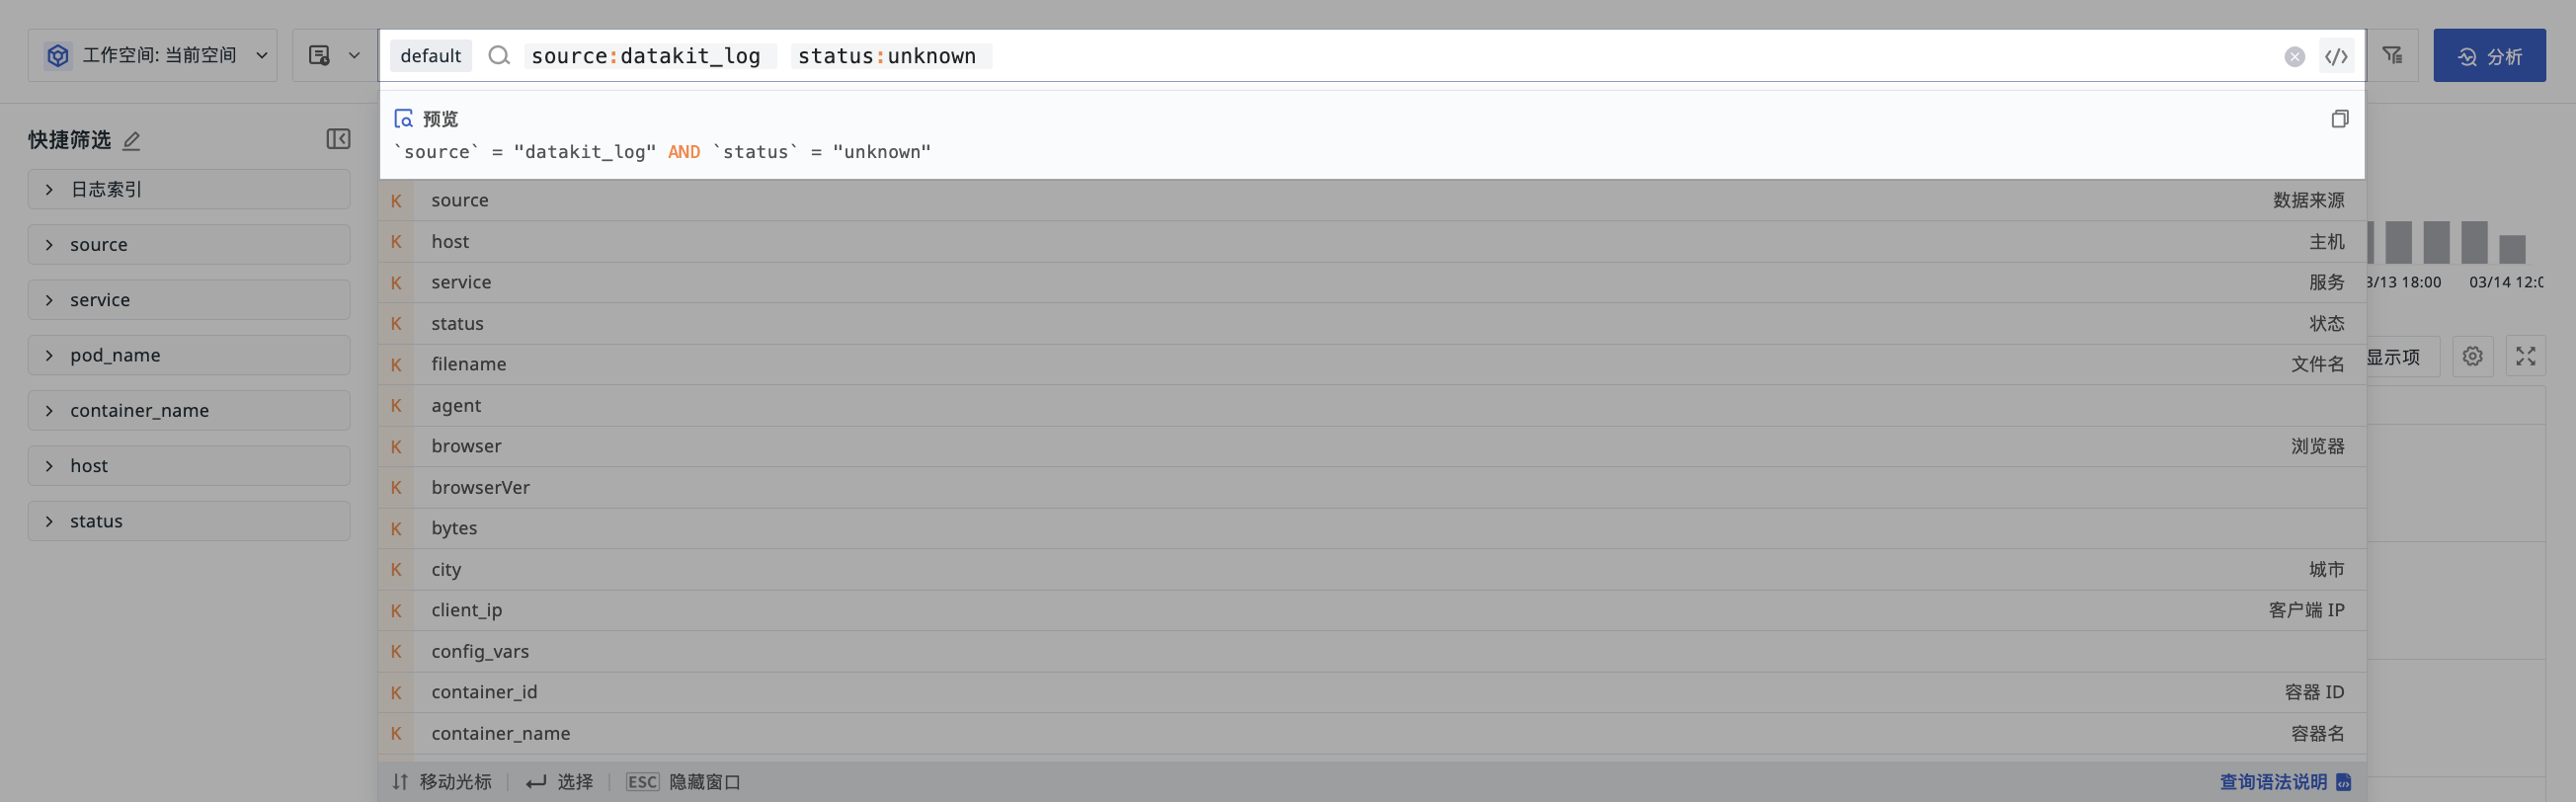 工作空间: 当前空间
default source:datakit_log status:unknown
分析
预览
`source` = "datakit_log" AND `status` = "unknown"
快捷筛选
日志索引
source
service
pod_name
container_name
host
status
K source 数据来源
K host 主机
K service 服务
K status 状态
K filename 文件名
K agent
K browser 浏览器
K browserVer
K bytes
K city 城市
K client_ip 客户端 IP
K config_vars
K container_id 容器 ID
K container_name 容器名
移动光标 选择 ESC 隐藏窗口 查询语法说明
3/13 18:00 03/14 12:0
显示项